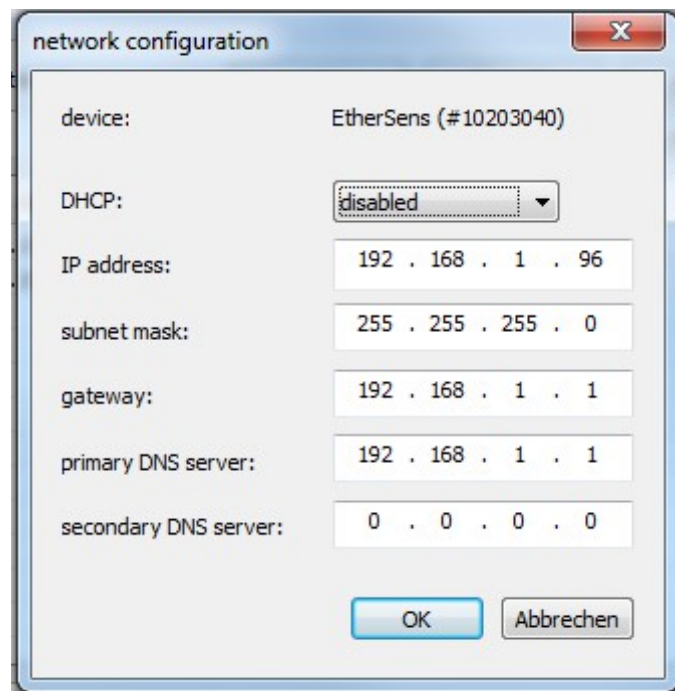 network configuration
device: EtherSens (#10203040)
DHCP: disabled
IP address: 192 . 168 . 1 . 96
subnet mask: 255 . 255 . 255 . 0
gateway: 192 . 168 . 1 . 1
primary DNS server: 192 . 168 . 1 . 1
secondary DNS server: 0 . 0 . 0 . 0
OK Abbrechen